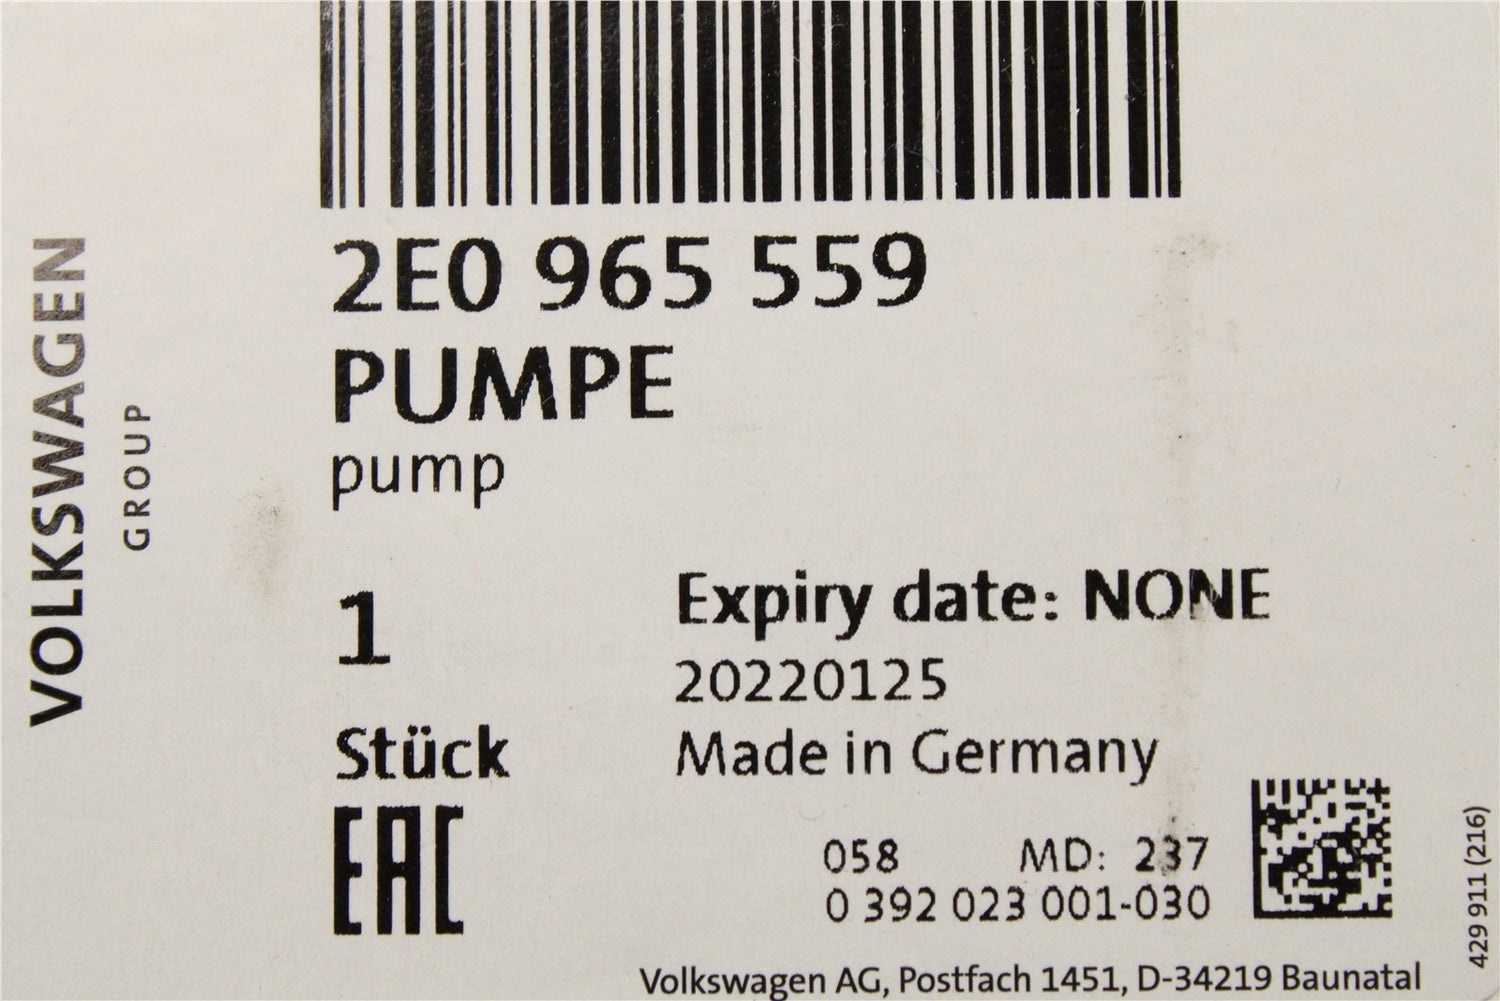 VOLKSWAGEN
GROUP
2E0 965 559
PUMPE
pump
1
Stück
EAC
Expiry date: NONE
20220125
Made in Germany
058 MD: 237
0 392 023 001-030
Volkswagen AG, Postfach 1451, D-34219 Baunatal
429 911 (216)